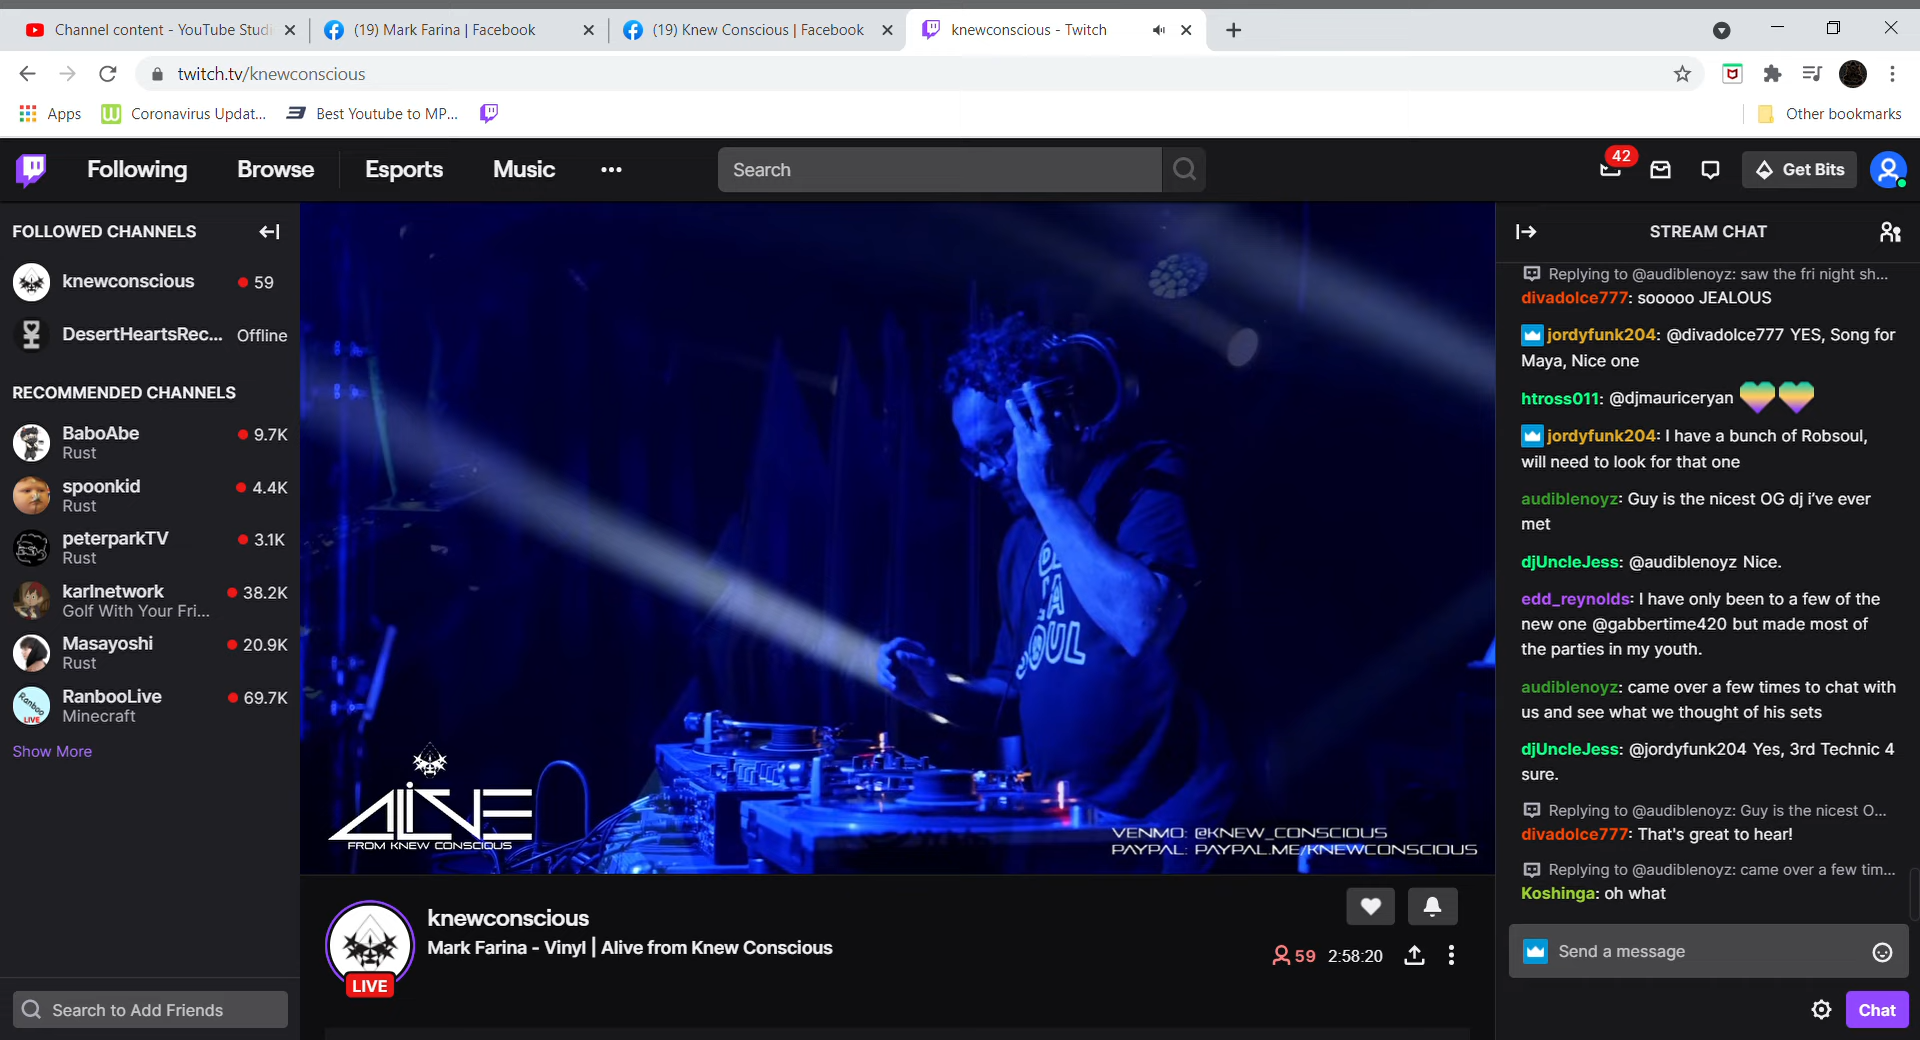 Channel content - YouTube Studi
(19) Mark Farina | Facebook
(19) Knew Conscious | Facebook
knewconscious - Twitch
twitch.tv/knewconscious
Apps
Coronavirus Updat...
Best Youtube to MP...
Other bookmarks
Following
Browse
Esports
Music
Search
42
Get Bits
FOLLOWED CHANNELS
knewconscious
59
DesertHeartsRec...
Offline
RECOMMENDED CHANNELS
BaboAbe
9.7K
Rust
spoonkid
4.4K
Rust
peterparkTV
3.1K
Rust
karlnetwork
38.2K
Golf With Your Fri...
Masayoshi
20.9K
Rust
Ranboo
LIVE
RanbooLive
69.7K
Minecraft
Show More
Search to Add Friends
SOUL
ALIVE
FROM KNEW CONSCIOUS
VENMO: @KNEW_CONSCIOUS
PAYPAL: PAYPAL.ME/KNEWCONSCIOUS
LIVE
knewconscious
Mark Farina - Vinyl | Alive from Knew Conscious
59
2:58:20
STREAM CHAT
Replying to @audiblenoyz: saw the fri night sh...
divadolce777: sooooo JEALOUS
jordyfunk204: @divadolce777 YES, Song for
Maya, Nice one
htross011: @djmauriceryan
jordyfunk204: I have a bunch of Robsoul,
will need to look for that one
audiblenoyz: Guy is the nicest OG dj i've ever
met
djUncleJess: @audiblenoyz Nice.
edd_reynolds: I have only been to a few of the
new one @gabbertime420 but made most of
the parties in my youth.
audiblenoyz: came over a few times to chat with
us and see what we thought of his sets
djUncleJess: @jordyfunk204 Yes, 3rd Technic 4
sure.
Replying to @audiblenoyz: Guy is the nicest O...
divadolce777: That's great to hear!
Replying to @audiblenoyz: came over a few tim...
Koshinga: oh what
Send a message
Chat